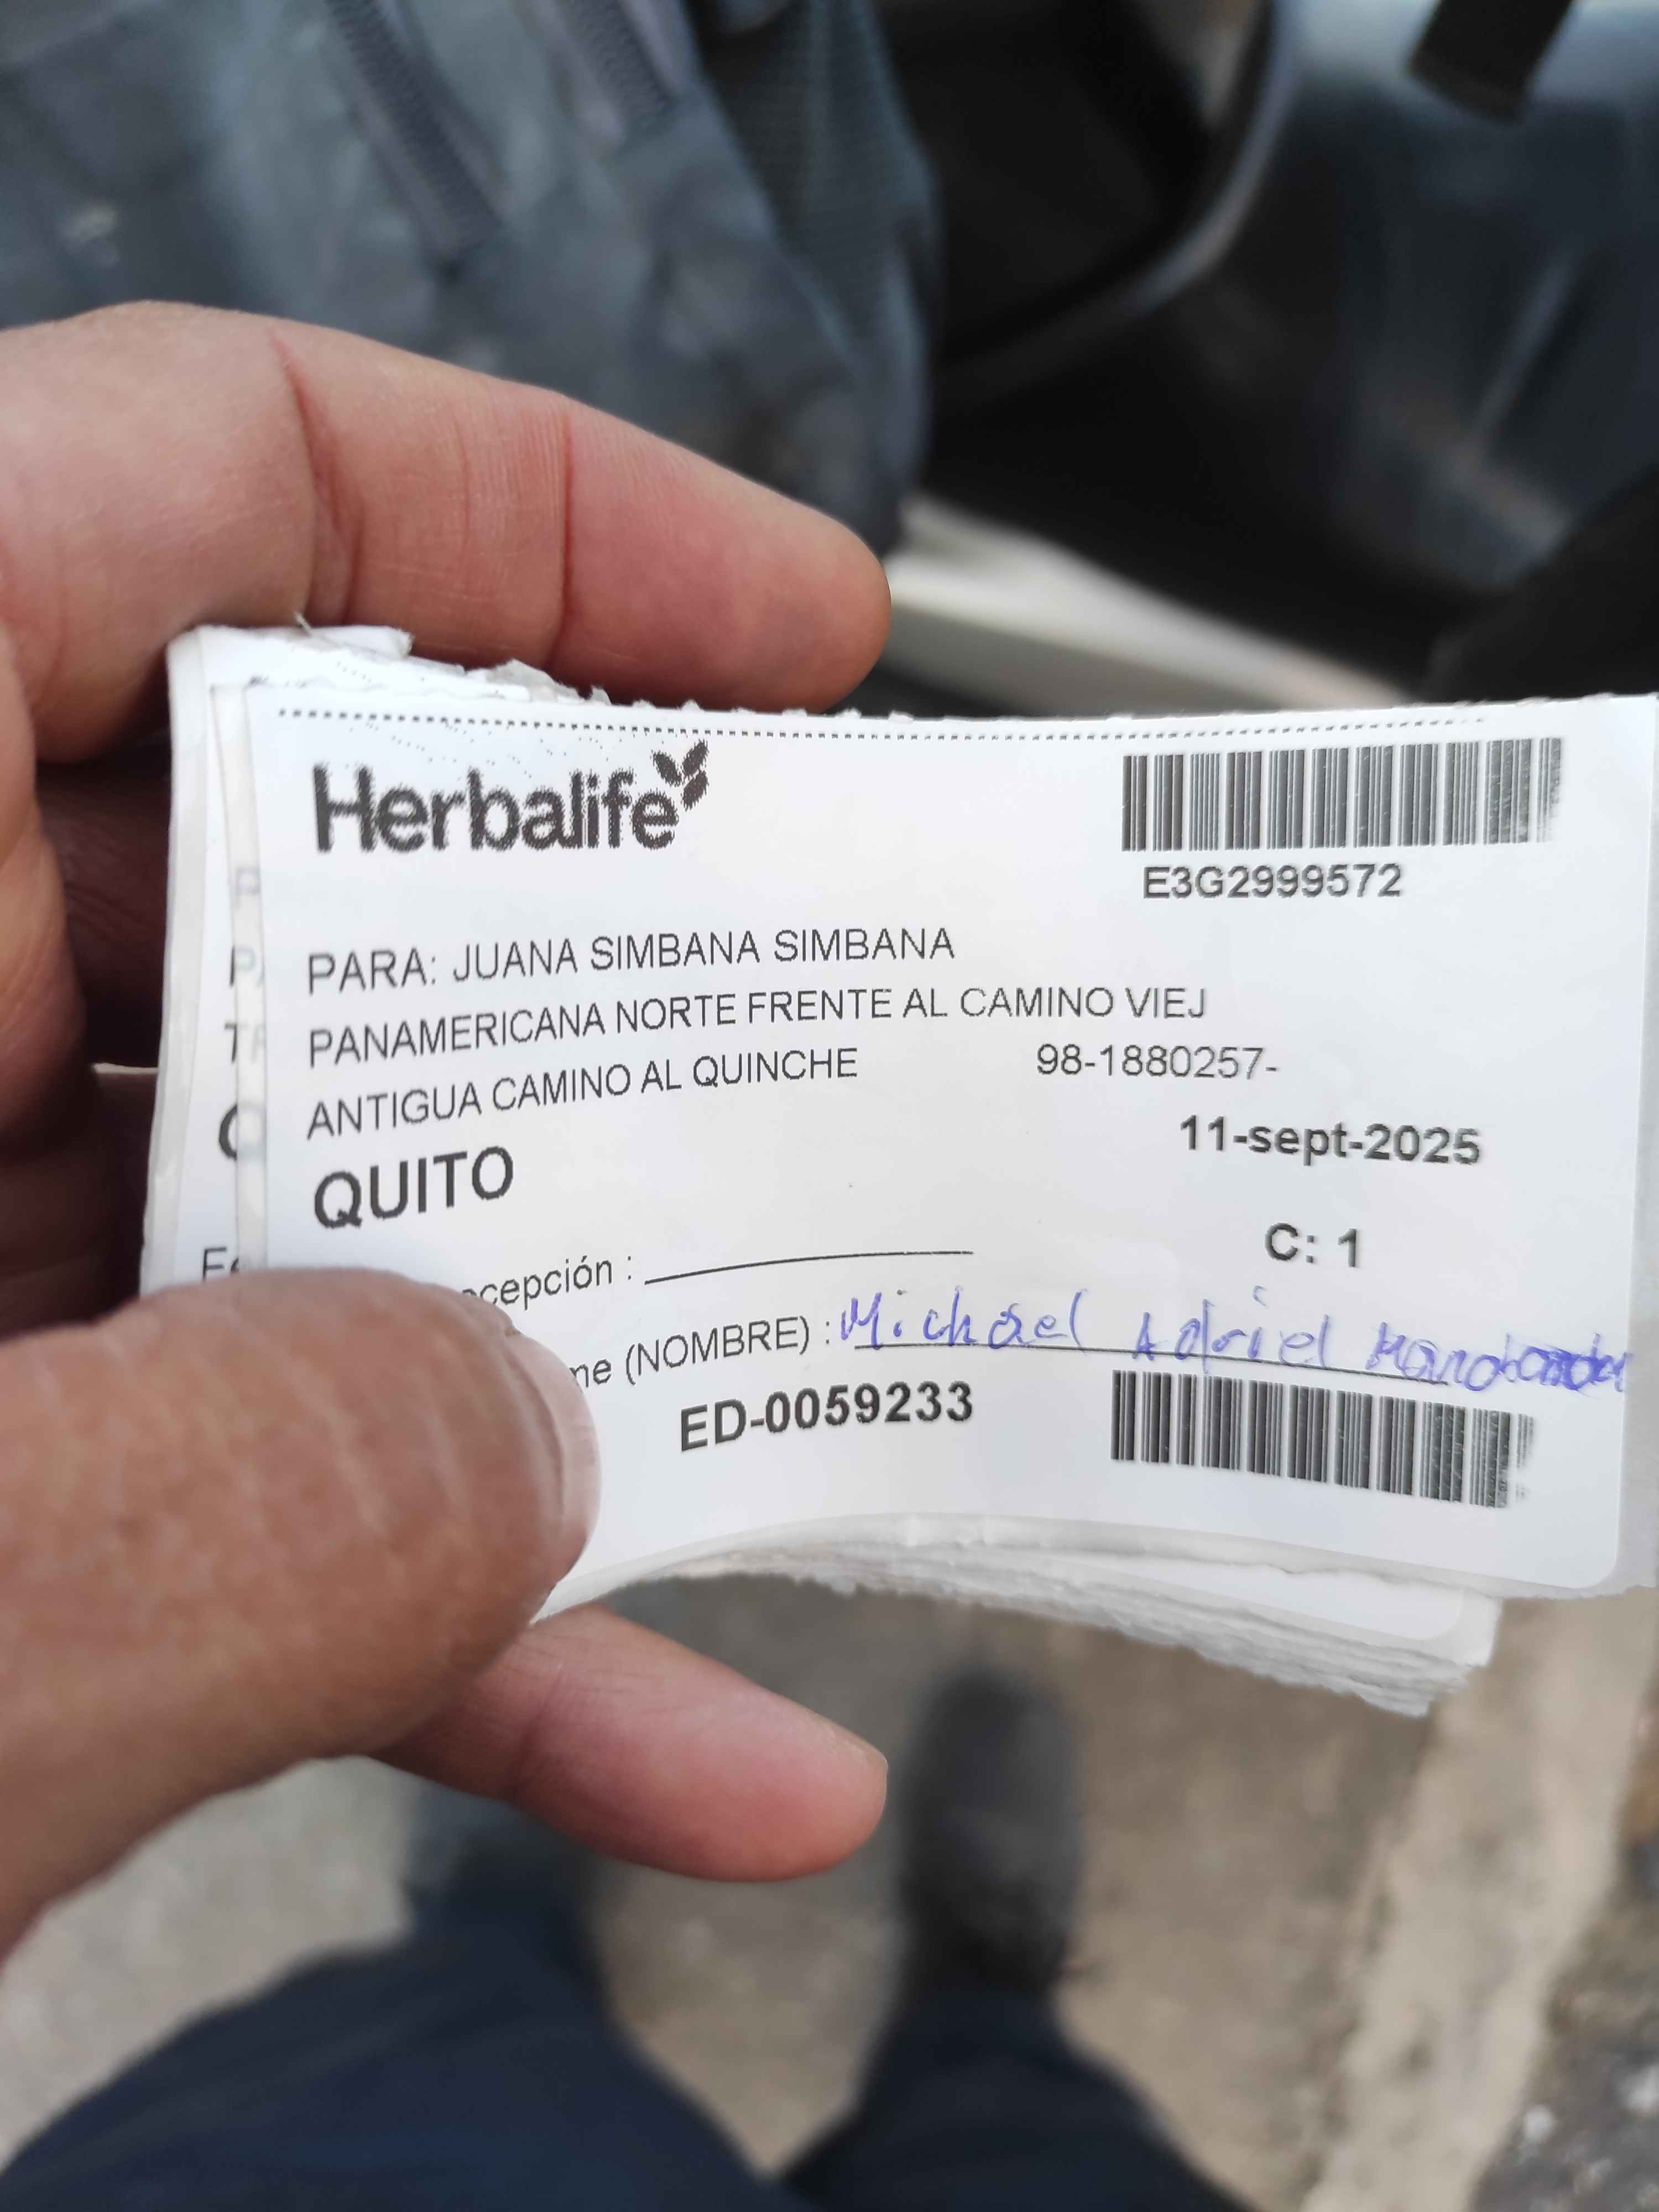 Herbalife
E3G2999572
PARA: JUANA SIMBANA SIMBANA
PANAMERICANA NORTE FRENTE AL CAMINO VIEJ
ANTIGUA CAMINO AL QUINCHE 98-1880257-
11-sept-2025
QUITO
C: 1
cepción :
me (NOMBRE) : Michael Adriel
ED-0059233